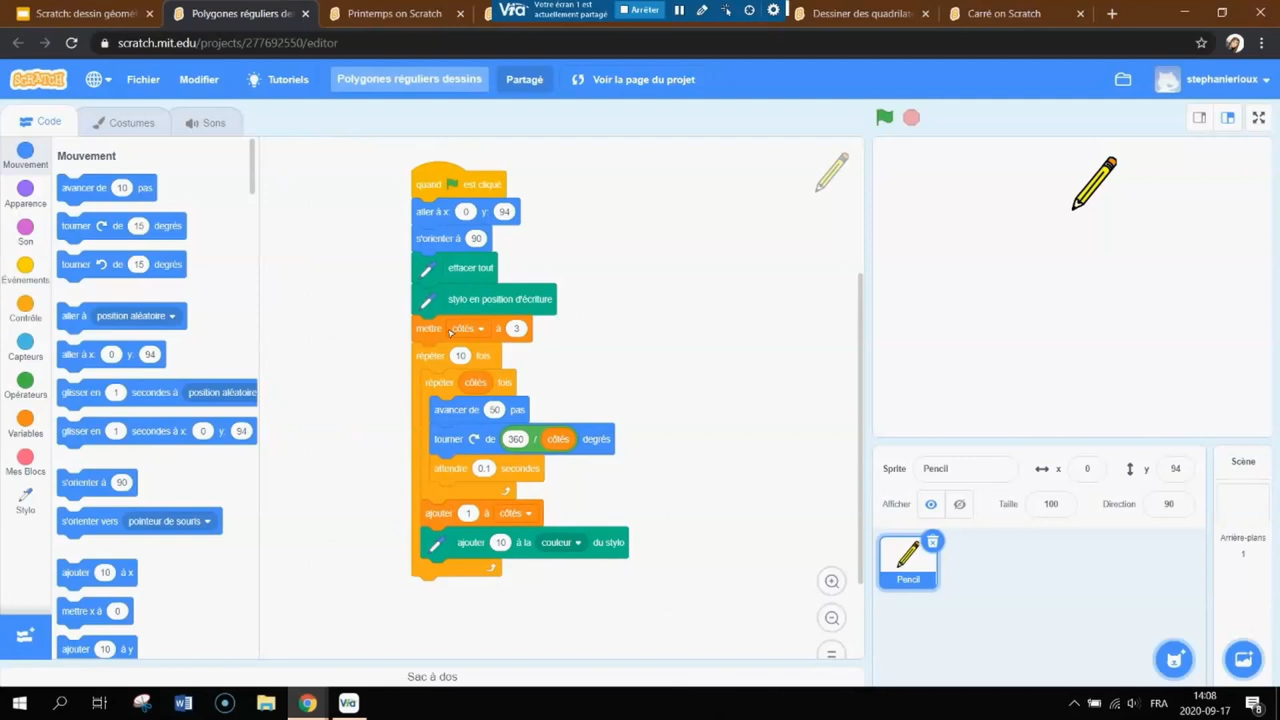 Scratch: dessin géomé
Polygones réguliers des
Printemps on Scratch
Via
Votre écran 1 est
actuellement partagé
Arrêter
Dessiner des quadrilat
Carré on Scratch
scratch.mit.edu/projects/277692550/editor
SCRATCH
Fichier
Modifier
Tutoriels
Polygones réguliers dessins
Partagé
Voir la page du projet
stephanierioux
Code
Costumes
Sons
Mouvement
Apparence
Son
Événements
Contrôle
Capteurs
Opérateurs
Variables
Mes Blocs
Stylo
Mouvement
avancer de 10 pas
tourner de 15 degrés
tourner de 15 degrés
aller à position aléatoire
aller à x: 0 y: 94
glisser en 1 secondes à position aléatoire
glisser en 1 secondes à x: 0 y: 94
s'orienter à 90
s'orienter vers pointeur de souris
ajouter 10 à x
mettre x à 0
ajouter 10 à y
quand est cliqué
aller à x: 0 y: 94
s'orienter à 90
effacer tout
stylo en position d'écriture
mettre côtés à 3
répéter 10 fois
répéter côtés fois
avancer de 50 pas
tourner de 360 / côtés degrés
attendre 0.1 secondes
ajouter 1 à côtés
ajouter 10 à la couleur du stylo
Sprite Pencil x 0 y 94
Afficher Taille 100 Direction 90
Pencil
Scène
Arrière-plans
1
Sac à dos
W
Via
FRA
14:08
2020-09-17
8